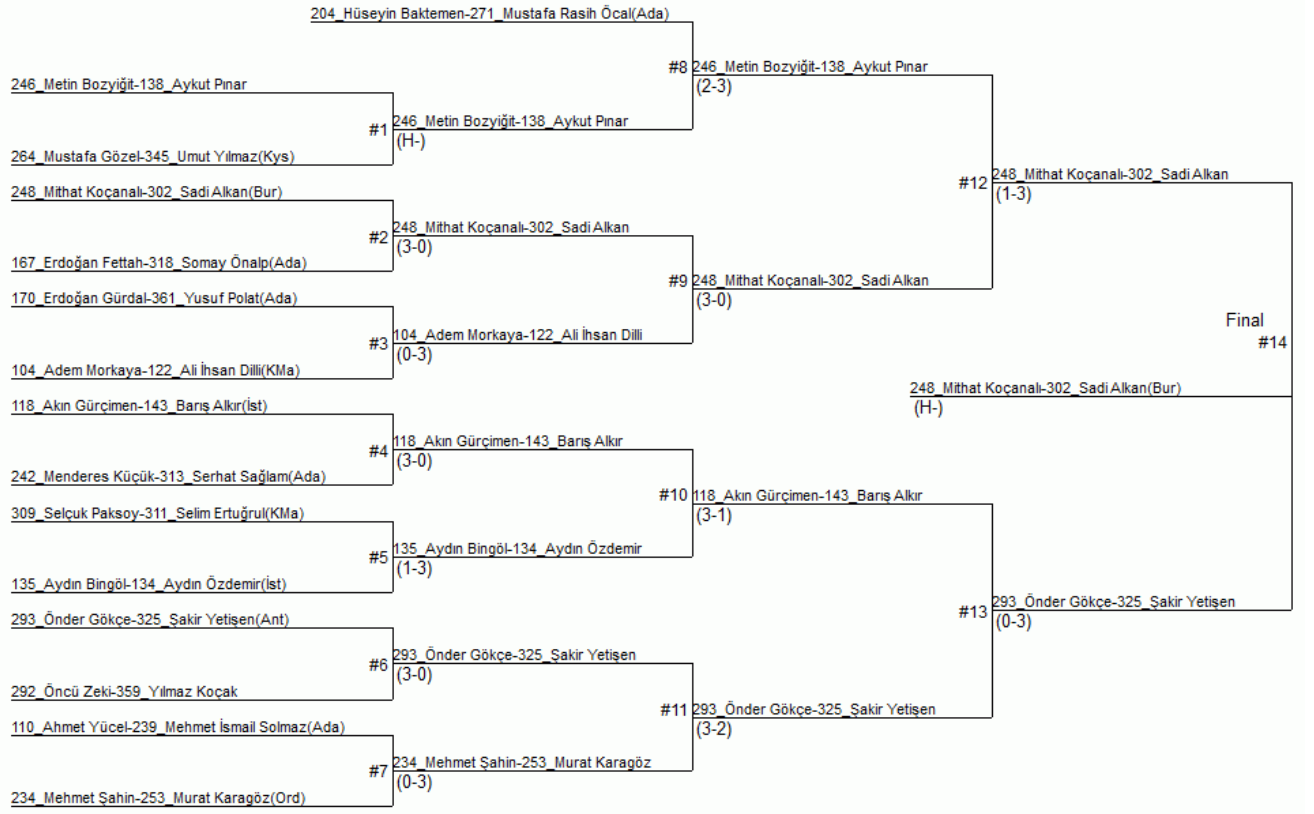 204_Hüseyin Baktemen-271_Mustafa Rasih Öcal(Ada)
#8
246_Metin Bozyiğit-138_Aykut Pınar
(2-3)
246_Metin Bozyiğit-138_Aykut Pınar
#1
246_Metin Bozyiğit-138_Aykut Pınar
(H-)
264_Mustafa Gözel-345_Umut Yılmaz(Kys)
#12
248_Mithat Koçanalı-302_Sadi Alkan
(1-3)
248_Mithat Koçanalı-302_Sadi Alkan(Bur)
#2
248_Mithat Koçanalı-302_Sadi Alkan
(3-0)
167_Erdoğan Fettah-318_Somay Önalp(Ada)
#9
248_Mithat Koçanalı-302_Sadi Alkan
(3-0)
170_Erdoğan Gürdal-361_Yusuf Polat(Ada)
#3
104_Adem Morkaya-122_Ali İhsan Dilli
(0-3)
104_Adem Morkaya-122_Ali İhsan Dilli(KMa)
Final
#14
248_Mithat Koçanalı-302_Sadi Alkan(Bur)
(H-)
118_Akın Gürçimen-143_Barış Alkır(İst)
#4
118_Akın Gürçimen-143_Barış Alkır
(3-0)
242_Menderes Küçük-313_Serhat Sağlam(Ada)
#10
118_Akın Gürçimen-143_Barış Alkır
(3-1)
309_Selçuk Paksoy-311_Selim Ertuğrul(KMa)
#5
135_Aydın Bingöl-134_Aydın Özdemir
(1-3)
135_Aydın Bingöl-134_Aydın Özdemir(İst)
#13
293_Önder Gökçe-325_Şakir Yetişen
(0-3)
293_Önder Gökçe-325_Şakir Yetişen(Ant)
#6
293_Önder Gökçe-325_Şakir Yetişen
(3-0)
292_Öncü Zeki-359_Yılmaz Koçak
#11
293_Önder Gökçe-325_Şakir Yetişen
(3-2)
110_Ahmet Yücel-239_Mehmet İsmail Solmaz(Ada)
#7
234_Mehmet Şahin-253_Murat Karagöz
(0-3)
234_Mehmet Şahin-253_Murat Karagöz(Ord)